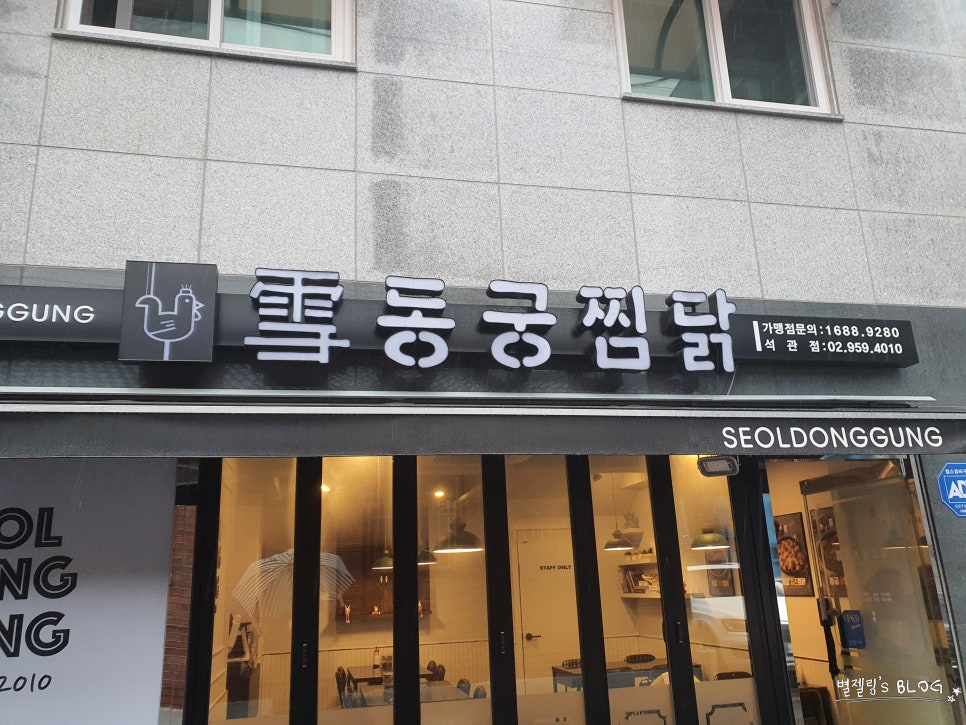 GGUNG
雪동궁찜닭
가맹점문의:1688.9280
석관점:02.959.4010
SEOLDONGGUNG
OL
NG
NG
2010
STAFF ONLY
별젤링's BLOG